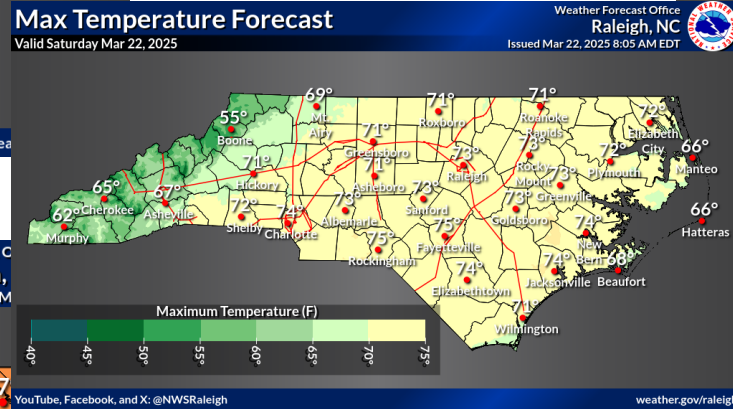 Max Temperature Forecast
Valid Saturday Mar 22, 2025
Weather Forecast Office
Raleigh, NC
Issued Mar 22, 2025 8:05 AM EDT
55°
Boone
69°
Mt.
Airy
71°
Roxboro
71°
Roanoke
Rapids
72°
Elizabeth
City
71°
Greensboro
73°
Raleigh
73°
Rocky
Mount
72°
Plymouth
66°
Manteo
71°
Hickory
71°
Asheboro
65°
Cherokee
67°
Asheville
73°
Albemarle
73°
Sanford
73°
Greenville
62°
Murphy
72°
Shelby
74°
Charlotte
73°
Goldsboro
66°
Hatteras
75°
Rockingham
75°
Fayetteville
74°
New
Bern
74°
Elizabethtown
74°
Jacksonville
68°
Beaufort
71°
Wilmington
Maximum Temperature (F)
40°
45°
50°
55°
60°
65°
70°
75°
YouTube, Facebook, and X: @NWSRaleigh
weather.gov/raleigh